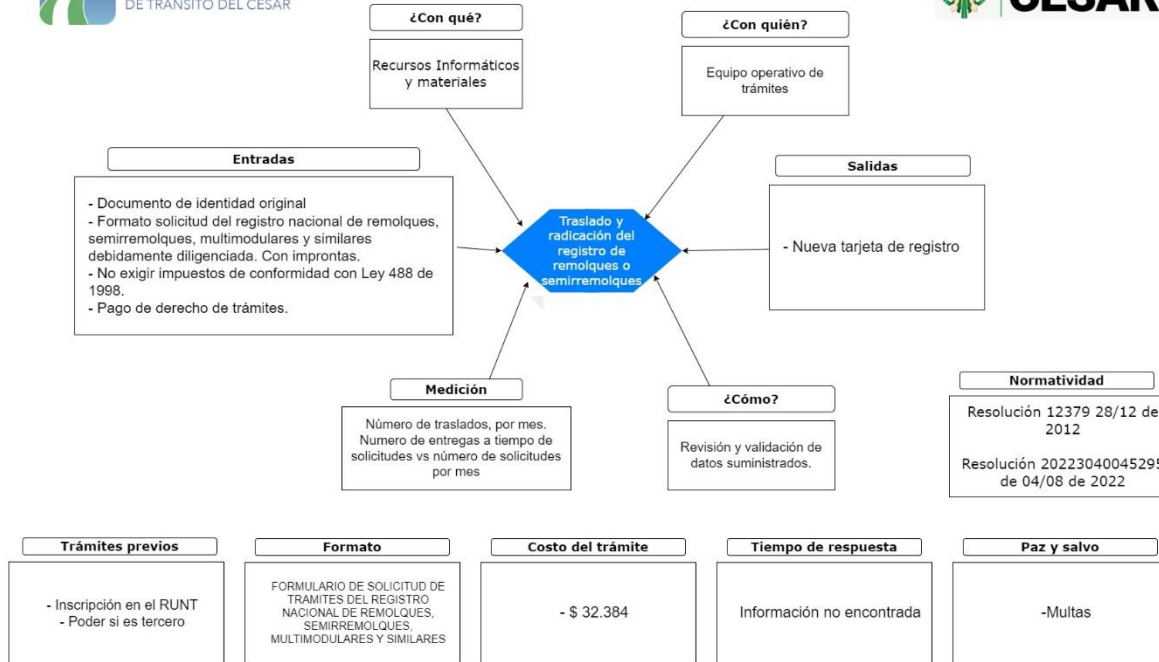 DE TRÁNSITO DEL CESAR
CESAR
¿Con qué?
Recursos Informáticos
y materiales
¿Con quién?
Equipo operativo de
trámites
Entradas
- Documento de identidad original
- Formato solicitud del registro nacional de remolques,
semirremolques, multimodulares y similares
debidamente diligenciada. Con improntas.
- No exigir impuestos de conformidad con Ley 488 de
1998.
- Pago de derecho de trámites.
Traslado y
radicación del
registro de
remolques o
semirremolques
Salidas
- Nueva tarjeta de registro
Medición
Número de traslados, por mes.
Numero de entregas a tiempo de
solicitudes vs número de solicitudes
por mes
¿Cómo?
Revisión y validación de
datos suministrados.
Normatividad
Resolución 12379 28/12 de
2012
Resolución 20223040045295
de 04/08 de 2022
Trámites previos
- Inscripción en el RUNT
- Poder si es tercero
Formato
FORMULARIO DE SOLICITUD DE
TRAMITES DEL REGISTRO
NACIONAL DE REMOLQUES,
SEMIRREMOLQUES,
MULTIMODULARES Y SIMILARES
Costo del trámite
- $ 32.384
Tiempo de respuesta
Información no encontrada
Paz y salvo
-Multas